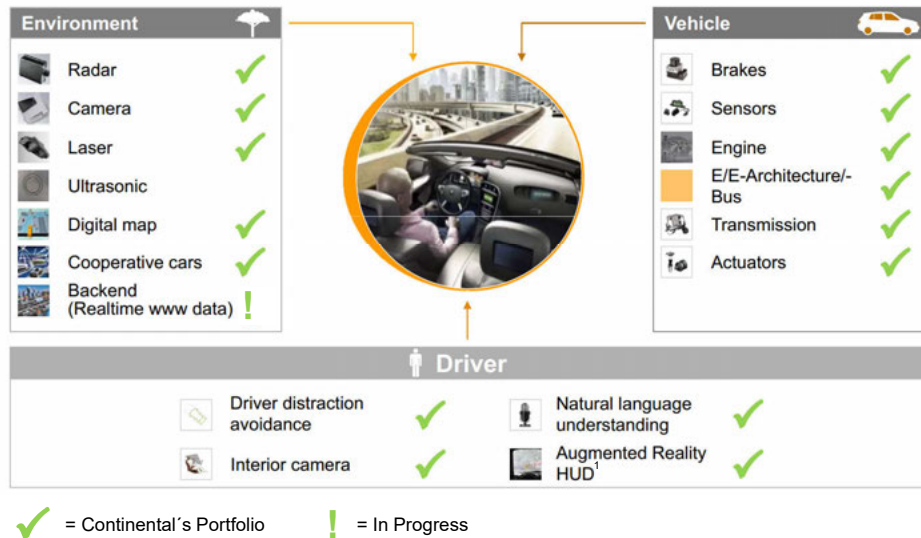 Environment
Radar
Camera
Laser
Ultrasonic
Digital map
Cooperative cars
Backend
(Realtime www data)
!
Vehicle
Brakes
Sensors
Engine
E/E-Architecture/-
Bus
Transmission
Actuators
Driver
Driver distraction
avoidance
Interior camera
Natural language
understanding
Augmented Reality
HUD¹
✓ = Continental´s Portfolio
! = In Progress